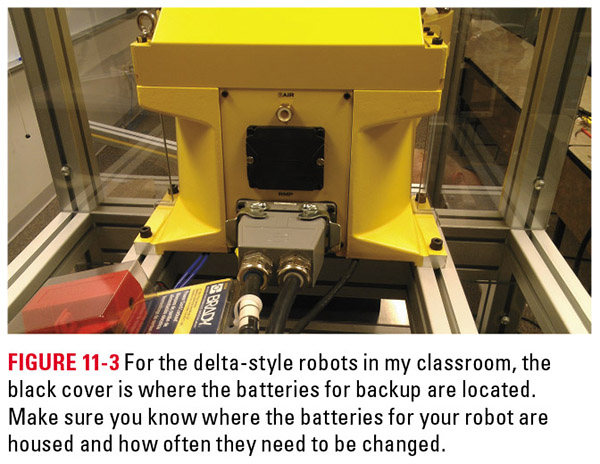 AIR
BRADY
FIGURE 11-3 For the delta-style robots in my classroom, the
black cover is where the batteries for backup are located.
Make sure you know where the batteries for your robot are
housed and how often they need to be changed.